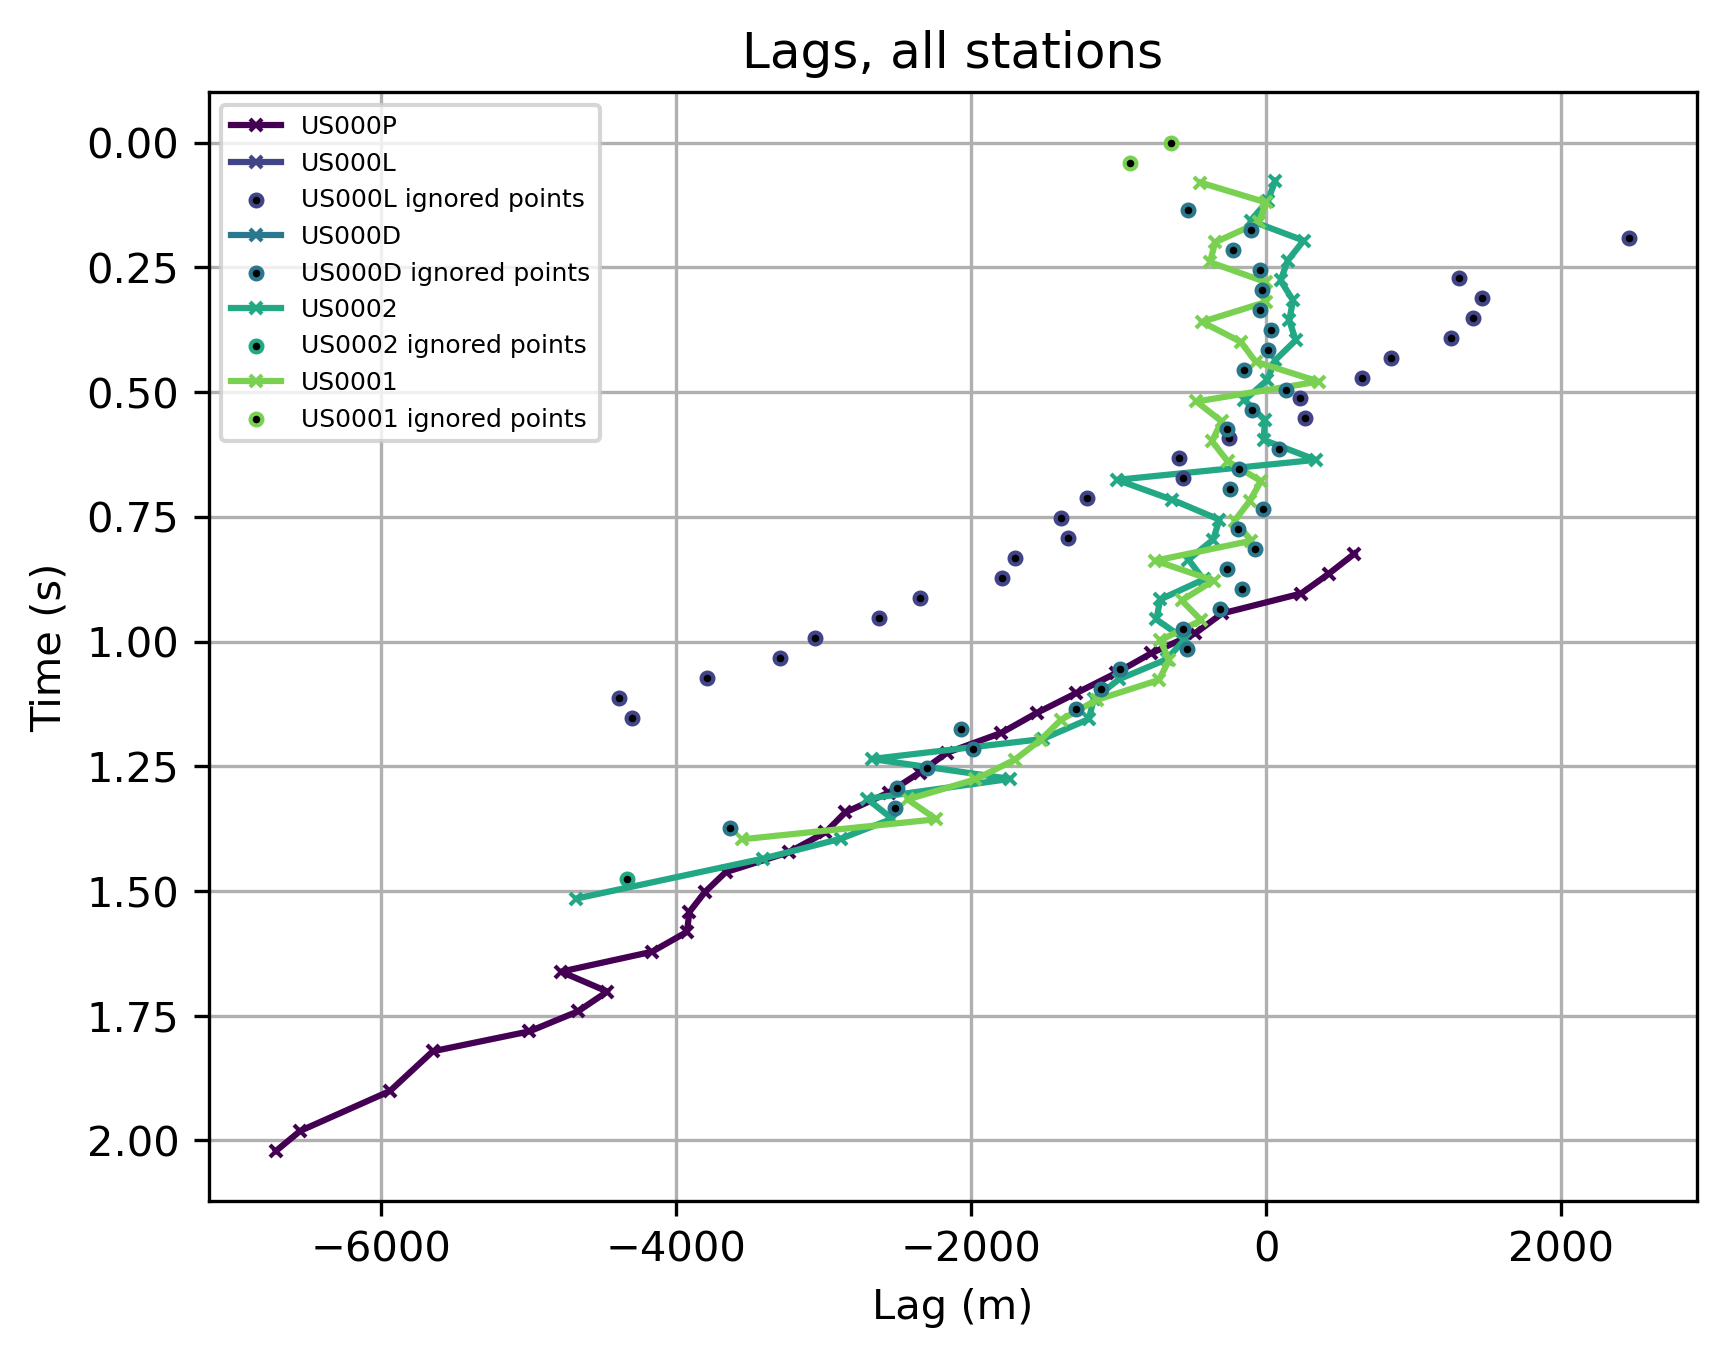 Lags, all stations
US000P
US000L
US000L ignored points
US000D
US000D ignored points
US0002
US0002 ignored points
US0001
US0001 ignored points
0.00
0.25
0.50
0.75
1.00
1.25
1.50
1.75
2.00
Time (s)
−6000 −4000 −2000 0 2000
Lag (m)